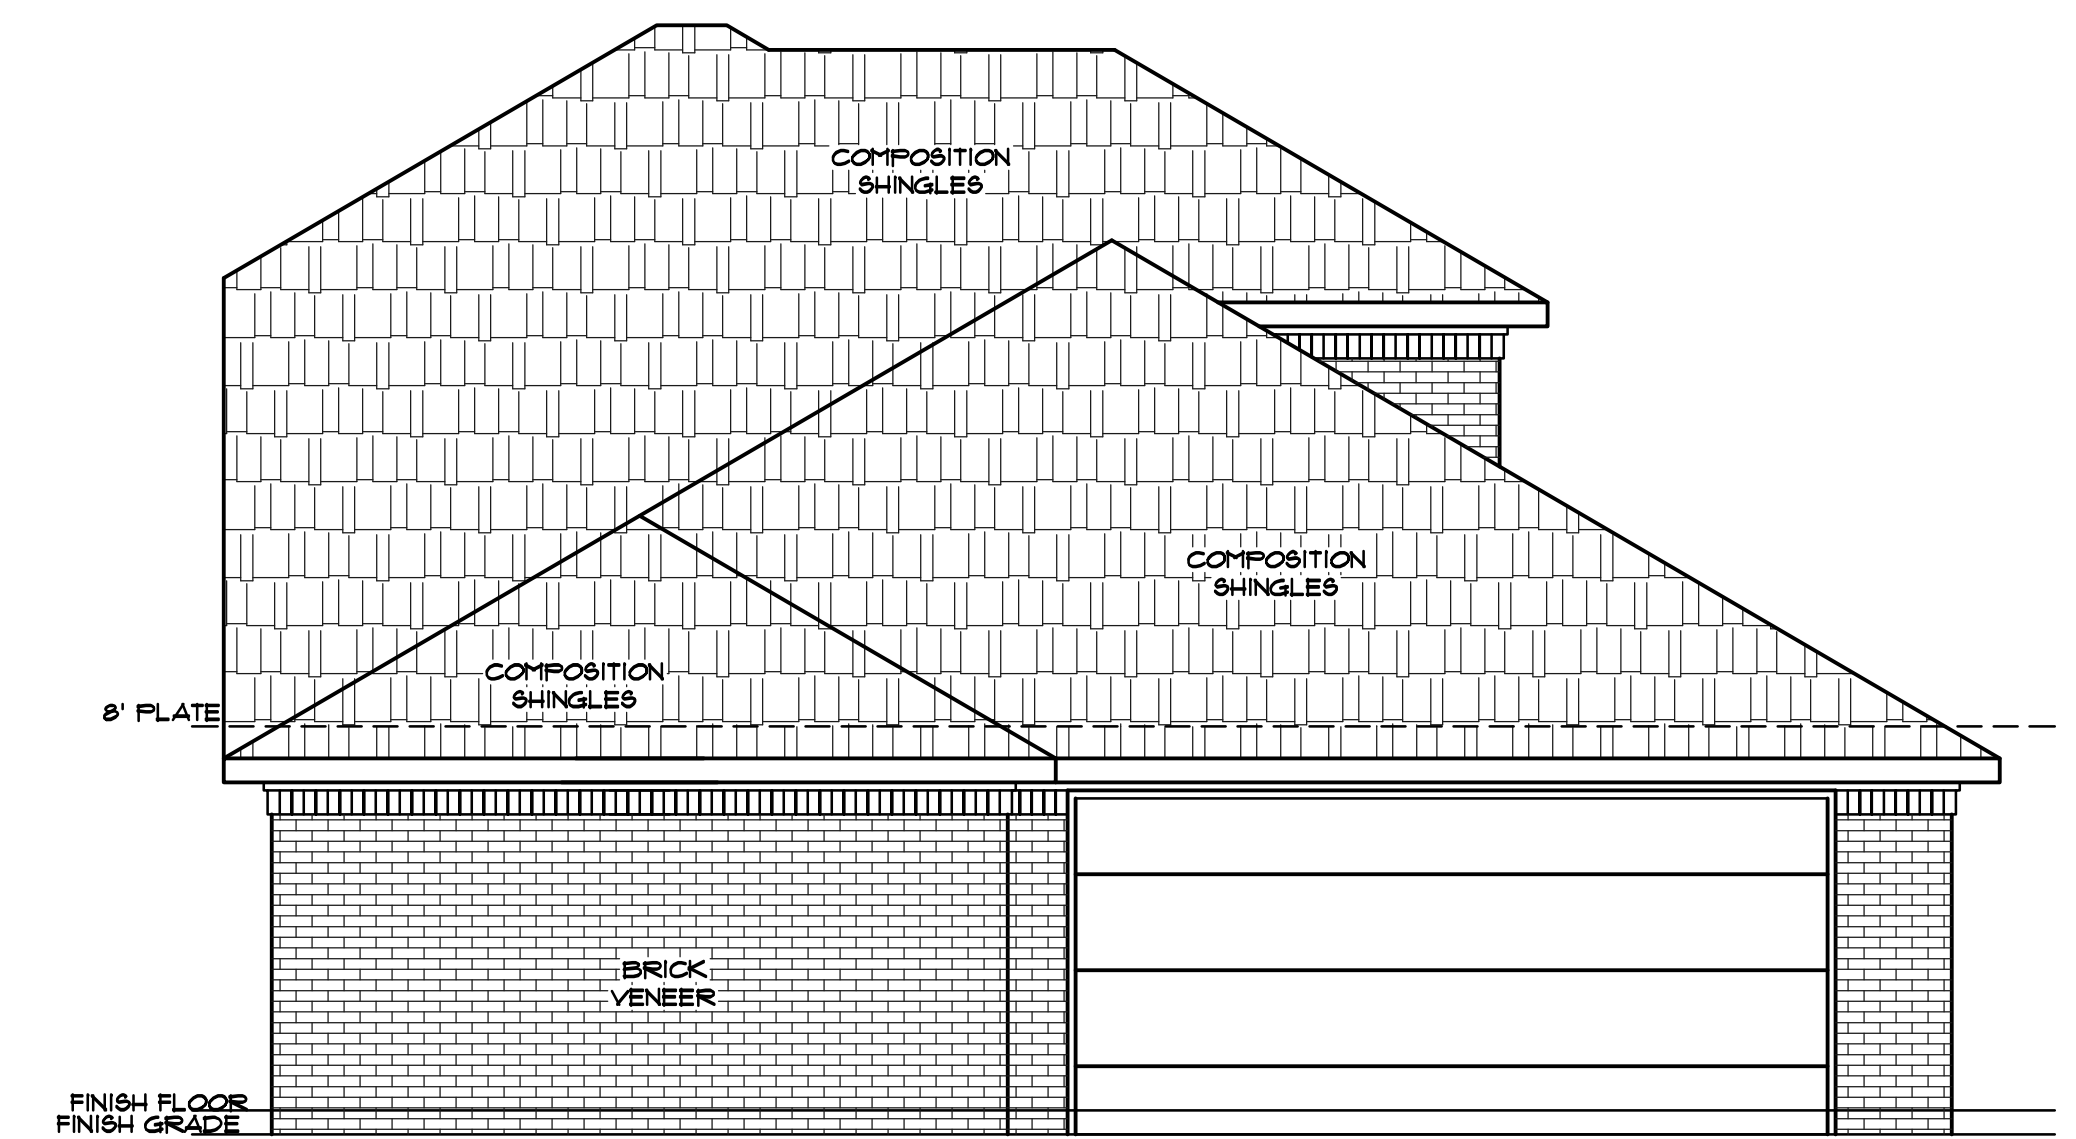 COMPOSITION
SHINGLES
COMPOSITION
SHINGLES
COMPOSITION
SHINGLES
8' PLATE
BRICK
VENEER
FINISH FLOOR
FINISH GRADE